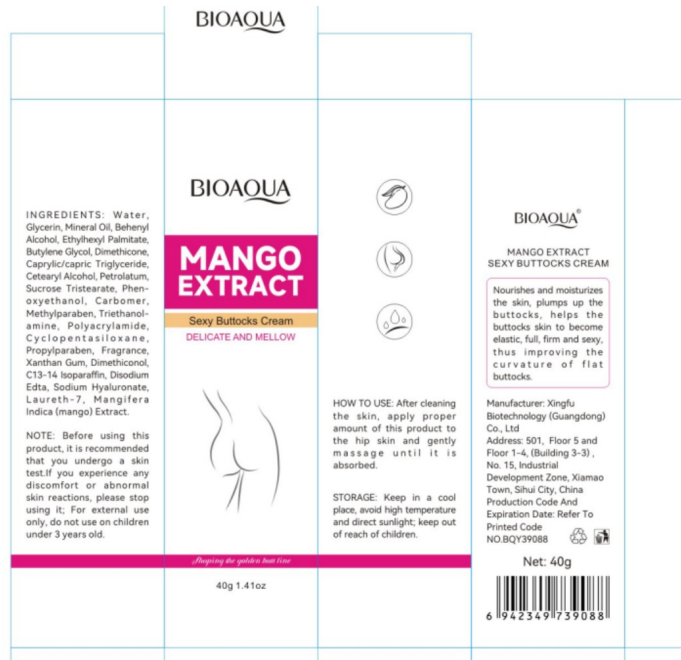 BIOAQUA
INGREDIENTS: Water,
Glycerin, Mineral Oil, Behenyl
Alcohol, Ethylhexyl Palmitate,
Butylene Glycol, Dimethicone,
Caprylic/capric Triglyceride,
Cetearyl Alcohol, Petrolatum,
Sucrose Tristearate, Phen-
oxyethanol, Carbomer,
Methylparaben, Triethanol-
amine, Polyacrylamide,
Cyclopentasiloxane,
Propylparaben, Fragrance,
Xanthan Gum, Dimethiconol,
C13-14 Isoparaffin, Disodium
Edta, Sodium Hyaluronate,
Laureth-7, Mangifera
Indica (mango) Extract.
NOTE: Before using this
product, it is recommended
that you undergo a skin
test.If you experience any
discomfort or abnormal
skin reactions, please stop
using it; For external use
only, do not use on children
under 3 years old.
BIOAQUA
MANGO
EXTRACT
Sexy Buttocks Cream
DELICATE AND MELLOW
Shaping the golden butt line
40g 1.41oz
HOW TO USE: After cleaning
the skin, apply proper
amount of this product to
the hip skin and gently
massage until it is
absorbed.
STORAGE: Keep in a cool
place, avoid high temperature
and direct sunlight; keep out
of reach of children.
BIOAQUA®
MANGO EXTRACT
SEXY BUTTOCKS CREAM
Nourishes and moisturizes
the skin, plumps up the
buttocks, helps the
buttocks skin to become
elastic, full, firm and sexy,
thus improving the
curvature of flat
buttocks.
Manufacturer: Xingfu
Biotechnology (Guangdong)
Co., Ltd
Address: 501, Floor 5 and
Floor 1-4, (Building 3-3) ,
No. 15, Industrial
Development Zone, Xiamao
Town, Sihui City, China
Production Code And
Expiration Date: Refer To
Printed Code
NO.BQY39088
Net: 40g
6 942349 739088